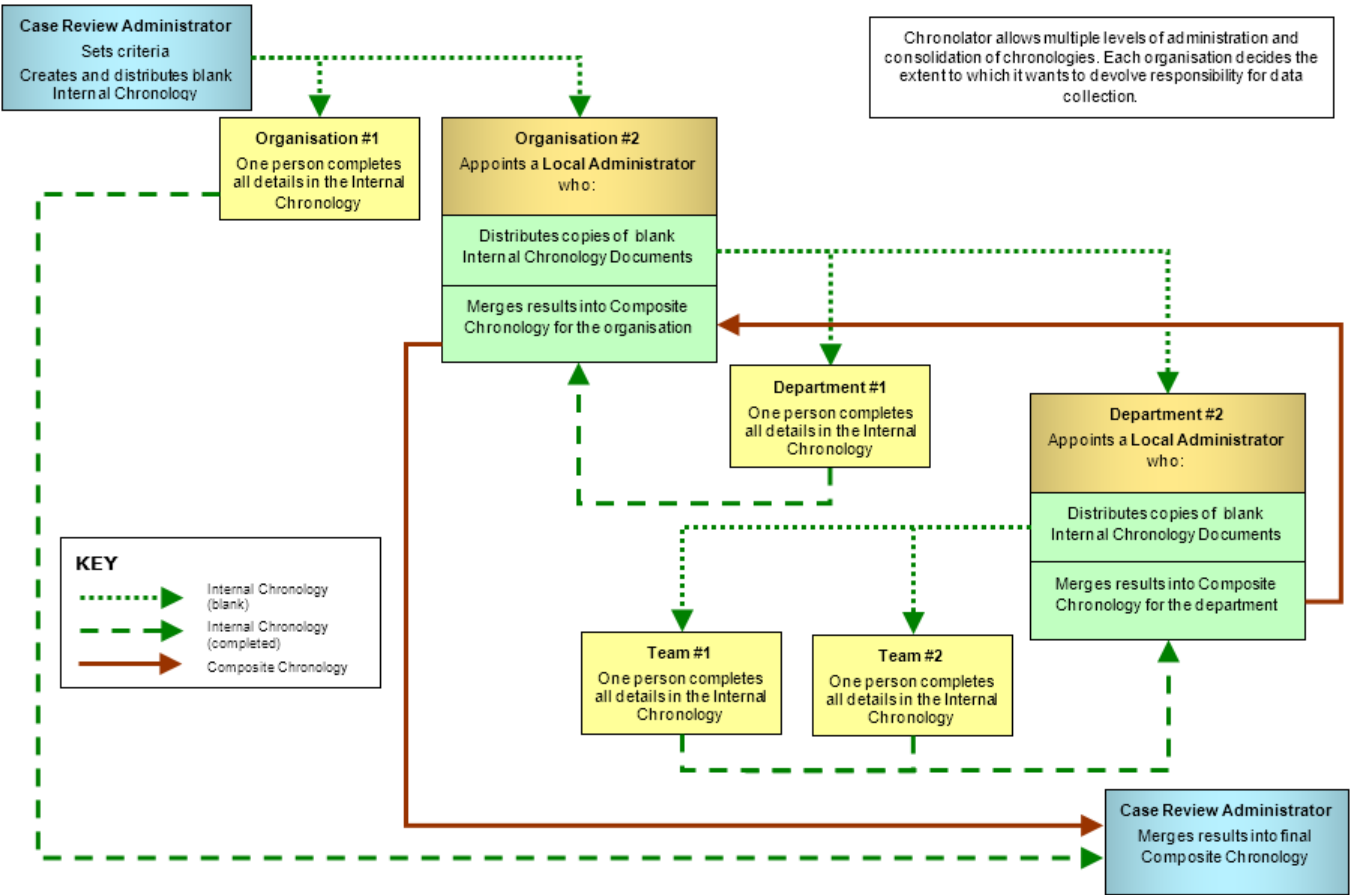 Case Review Administrator
Sets criteria
Creates and distributes blank
Internal Chronology
Chronolator allows multiple levels of administration and
consolidation of chronologies. Each organisation decides the
extent to which it wants to devolve responsibility for data
collection.
Organisation #1
One person completes
all details in the Internal
Chronology
Organisation #2
Appoints a Local Administrator
who:
Distributes copies of blank
Internal Chronology Documents
Merges results into Composite
Chronology for the organisation
Department #1
One person completes
all details in the Internal
Chronology
Department #2
Appoints a Local Administrator
who:
Distributes copies of blank
Internal Chronology Documents
Merges results into Composite
Chronology for the department
KEY
Internal Chronology
(blank)
Internal Chronology
(completed)
Composite Chronology
Team #1
One person completes
all details in the Internal
Chronology
Team #2
One person completes
all details in the Internal
Chronology
Case Review Administrator
Merges results into final
Composite Chronology